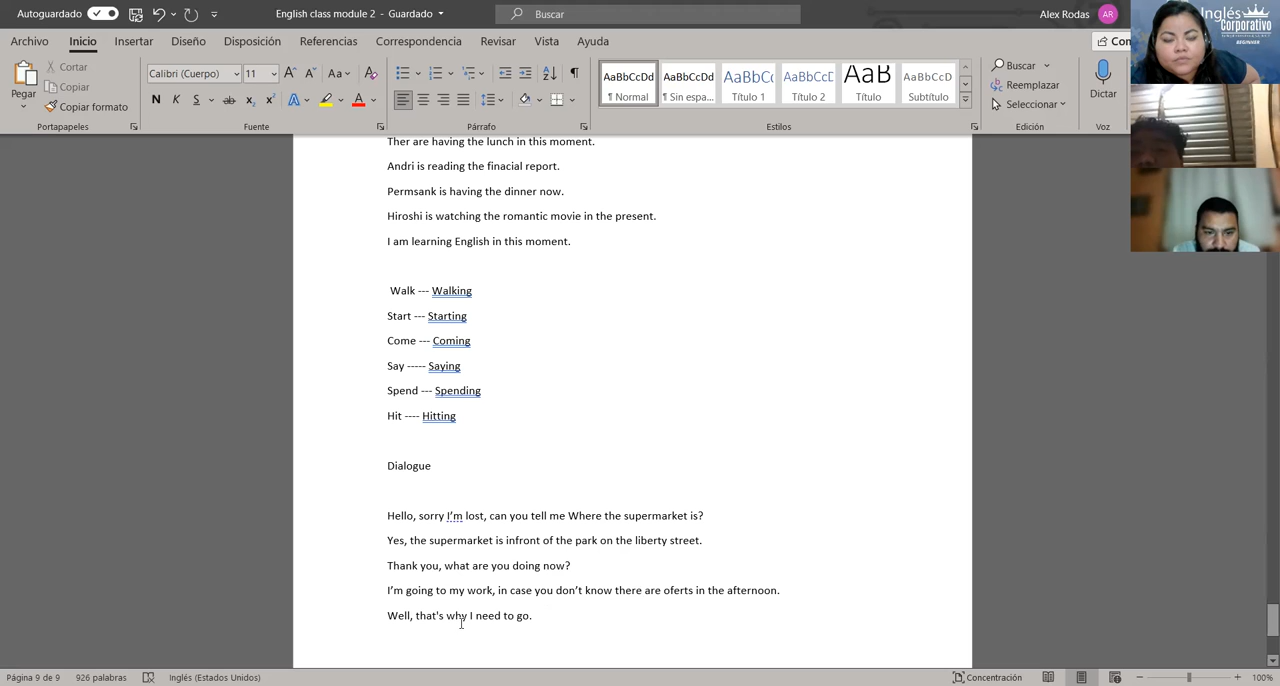 Autoguardado
English class module 2 - Guardado
Buscar
Alex Rodas
AR
Archivo
Inicio
Insertar
Diseño
Disposición
Referencias
Correspondencia
Revisar
Vista
Ayuda
Com
Inglés
Corporativo
BEGINNER
Pegar
Cortar
Copiar
Copiar formato
Portapapeles
Calibri (Cuerpo)
11
N K S ab x₂ x²
Fuente
Párrafo
AaBbCcDd
¶ Normal
AaBbCcDd
¶ Sin espa...
AaBbCc
Título 1
AaBbCcD
Título 2
AaB
Título
AaBbCcD
Subtítulo
Estilos
Buscar
Reemplazar
Seleccionar
Edición
Dictar
Voz
Ther are having the lunch in this moment.
Andri is reading the finacial report.
Permsank is having the dinner now.
Hiroshi is watching the romantic movie in the present.
I am learning English in this moment.
Walk --- Walking
Start --- Starting
Come --- Coming
Say ----- Saying
Spend --- Spending
Hit ---- Hitting
Dialogue
Hello, sorry I'm lost, can you tell me Where the supermarket is?
Yes, the supermarket is infront of the park on the liberty street.
Thank you, what are you doing now?
I'm going to my work, in case you don't know there are oferts in the afternoon.
Well, that's why I need to go.
Página 9 de 9
926 palabras
Inglés (Estados Unidos)
Concentración
100%